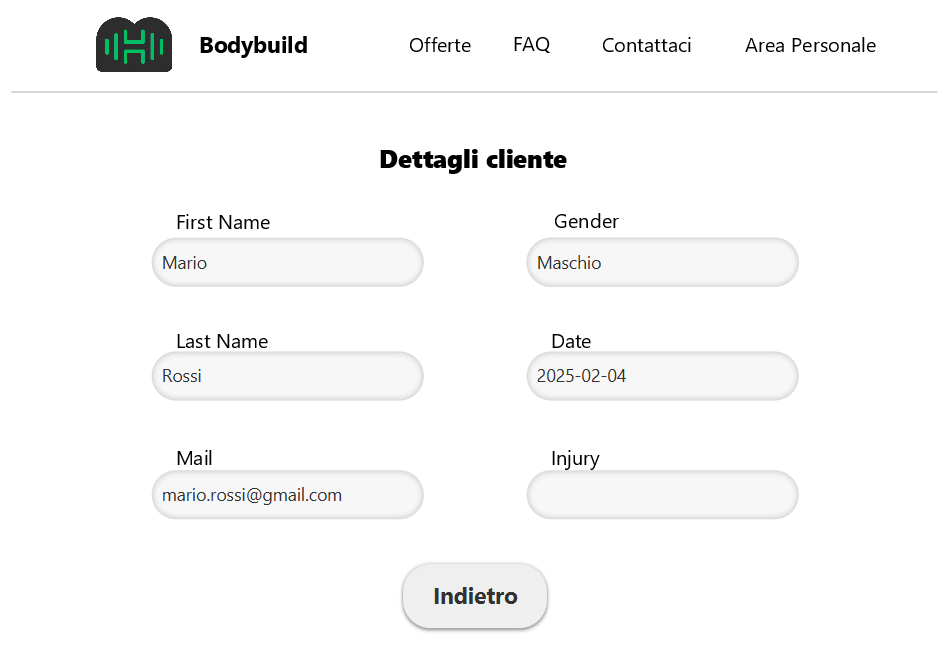 Bodybuild Offerte FAQ Contattaci Area Personale
Dettagli cliente
First Name Gender
Mario Maschio
Last Name Date
Rossi 2025-02-04
Mail Injury
mario.rossi@gmail.com
Indietro